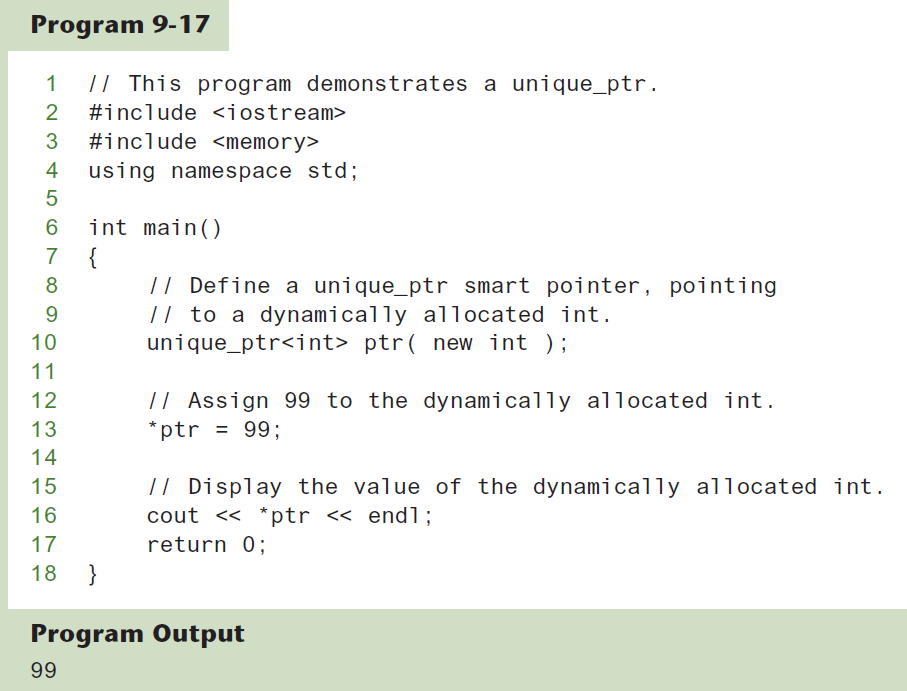 Program 9-17
1 // This program demonstrates a unique_ptr.
2 #include <iostream>
3 #include <memory>
4 using namespace std;
5
6 int main()
7 {
8 // Define a unique_ptr smart pointer, pointing
9 // to a dynamically allocated int.
10 unique_ptr<int> ptr( new int );
11
12 // Assign 99 to the dynamically allocated int.
13 *ptr = 99;
14
15 // Display the value of the dynamically allocated int.
16 cout << *ptr << endl;
17 return 0;
18 }
Program Output
99